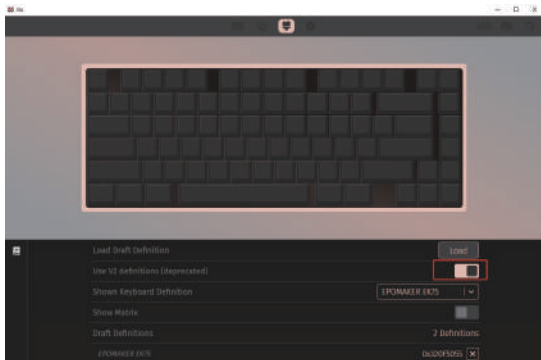 Via
Load Draft Definition
Load
Use V2 definitions (deprecated)
Shown Keyboard Definition
EPOMAKER EK75
Show Matrix
Draft Definitions
2 Definitions
EPOMAKER EK75